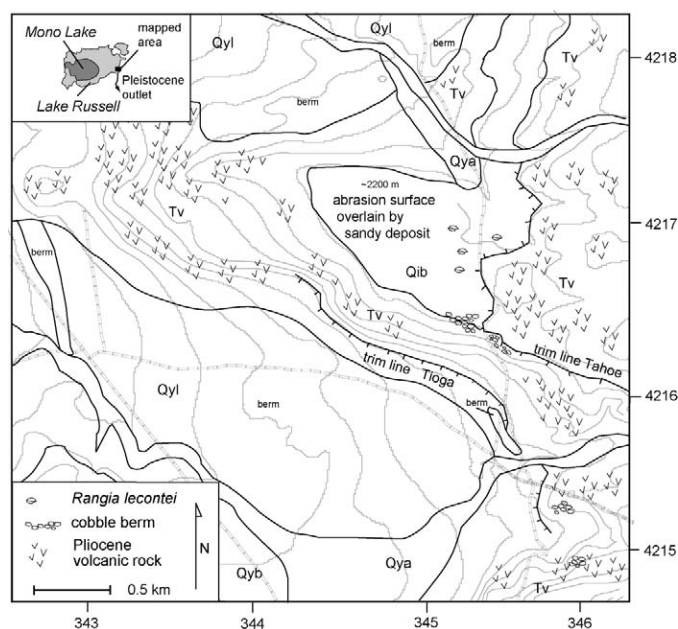 Mono Lake
mapped
area
Pleistocene
outlet
Lake Russell
Qyl
Qyl
berm
Tv
Tv
4218
berm
Qya
~2200 m
abrasion surface
overlain by
sandy deposit
Tv
4217
berm
Qib
Tv
Tv
trim line Tahoe
trim line Tioga
4216
Qyl
berm
berm
Rangia lecontei
cobble berm
Pliocene
volcanic rock
N
0.5 km
4215
Qyb
Qya
Tv
343
344
345
346